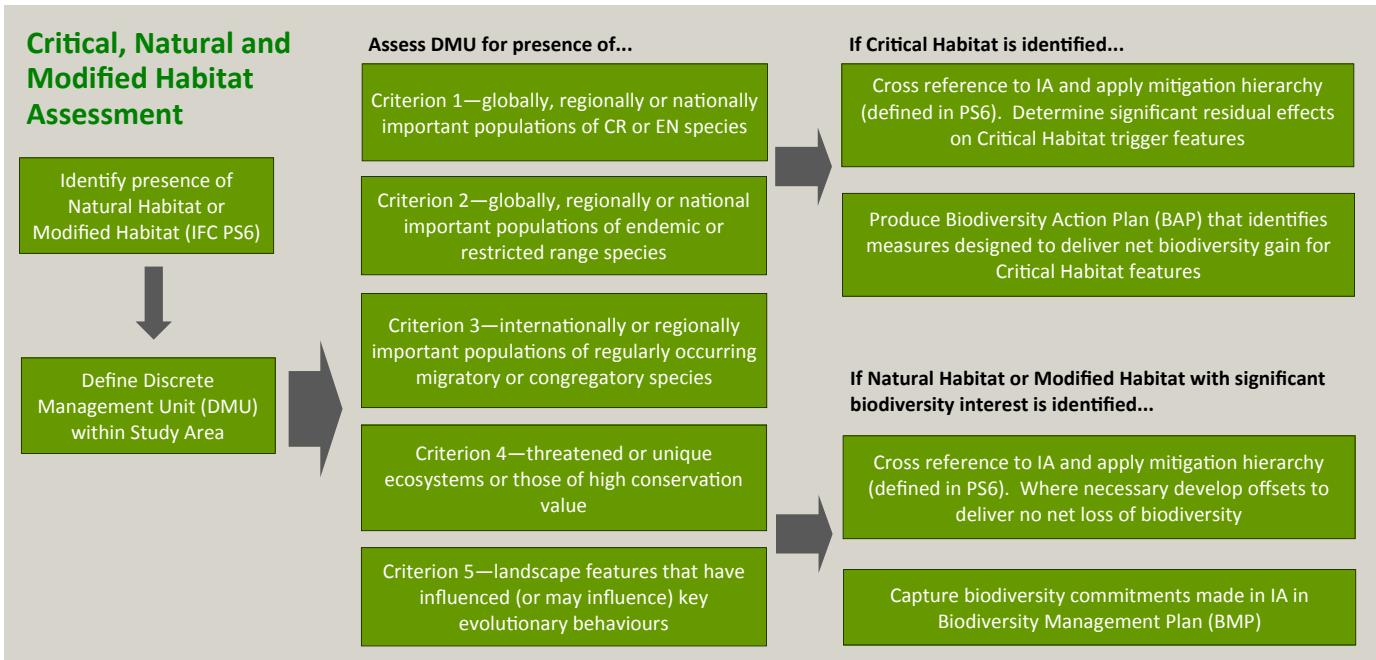 Critical, Natural and
Modified Habitat
Assessment
Identify presence of
Natural Habitat or
Modified Habitat (IFC PS6)
Define Discrete
Management Unit (DMU)
within Study Area
Assess DMU for presence of...
Criterion 1—globally, regionally or nationally
important populations of CR or EN species
Criterion 2—globally, regionally or national
important populations of endemic or
restricted range species
Criterion 3—internationally or regionally
important populations of regularly occurring
migratory or congregatory species
Criterion 4—threatened or unique
ecosystems or those of high conservation
value
Criterion 5—landscape features that have
influenced (or may influence) key
evolutionary behaviours
If Critical Habitat is identified...
Cross reference to IA and apply mitigation hierarchy
(defined in PS6).  Determine significant residual effects
on Critical Habitat trigger features
Produce Biodiversity Action Plan (BAP) that identifies
measures designed to deliver net biodiversity gain for
Critical Habitat features
If Natural Habitat or Modified Habitat with significant
biodiversity interest is identified...
Cross reference to IA and apply mitigation hierarchy
(defined in PS6).  Where necessary develop offsets to
deliver no net loss of biodiversity
Capture biodiversity commitments made in IA in
Biodiversity Management Plan (BMP)